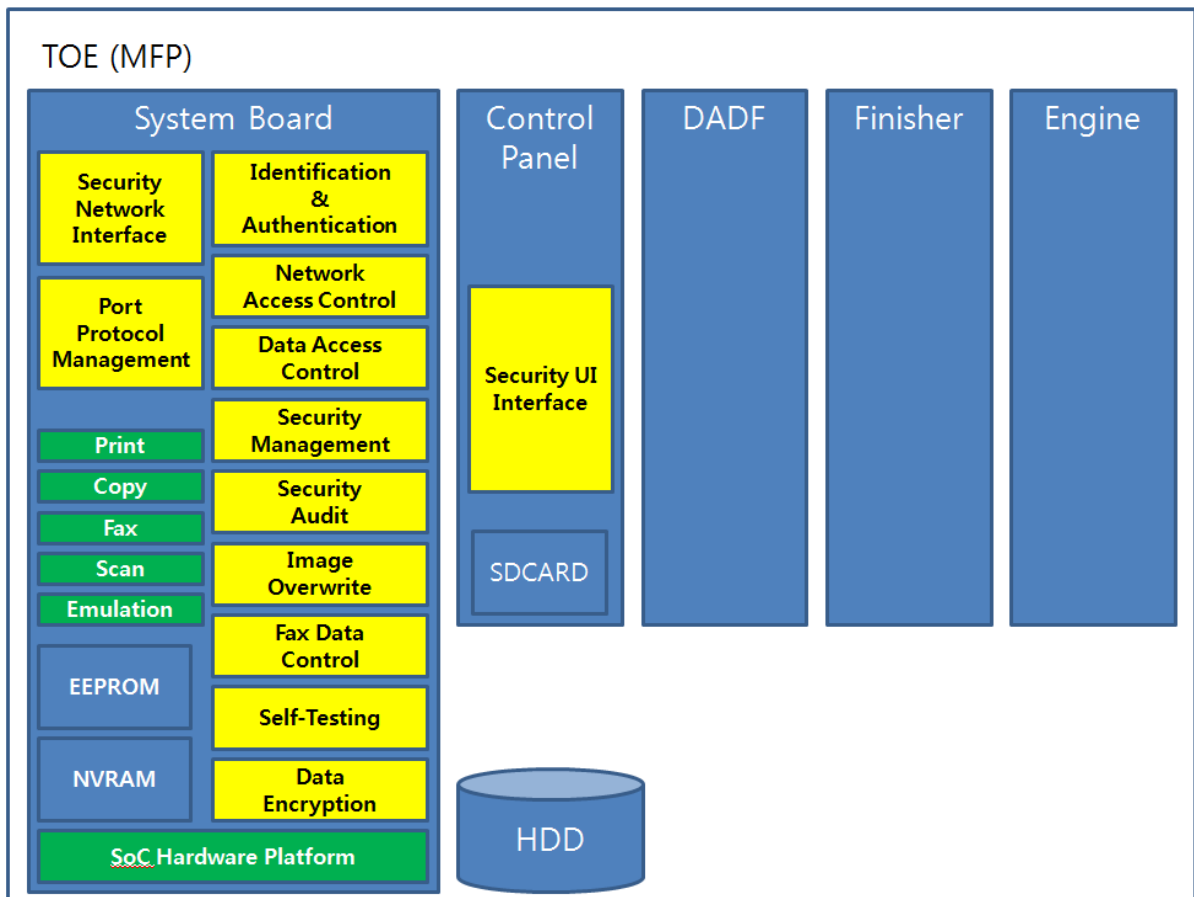 TOE (MFP)
System Board
Security
Network
Interface
Port
Protocol
Management
Print
Copy
Fax
Scan
Emulation
EEPROM
NVRAM
Identification
&
Authentication
Network
Access Control
Data Access
Control
Security
Management
Security
Audit
Image
Overwrite
Fax Data
Control
Self-Testing
Data
Encryption
SoC Hardware Platform
Control
Panel
Security UI
Interface
SDCARD
DADF
Finisher
Engine
HDD